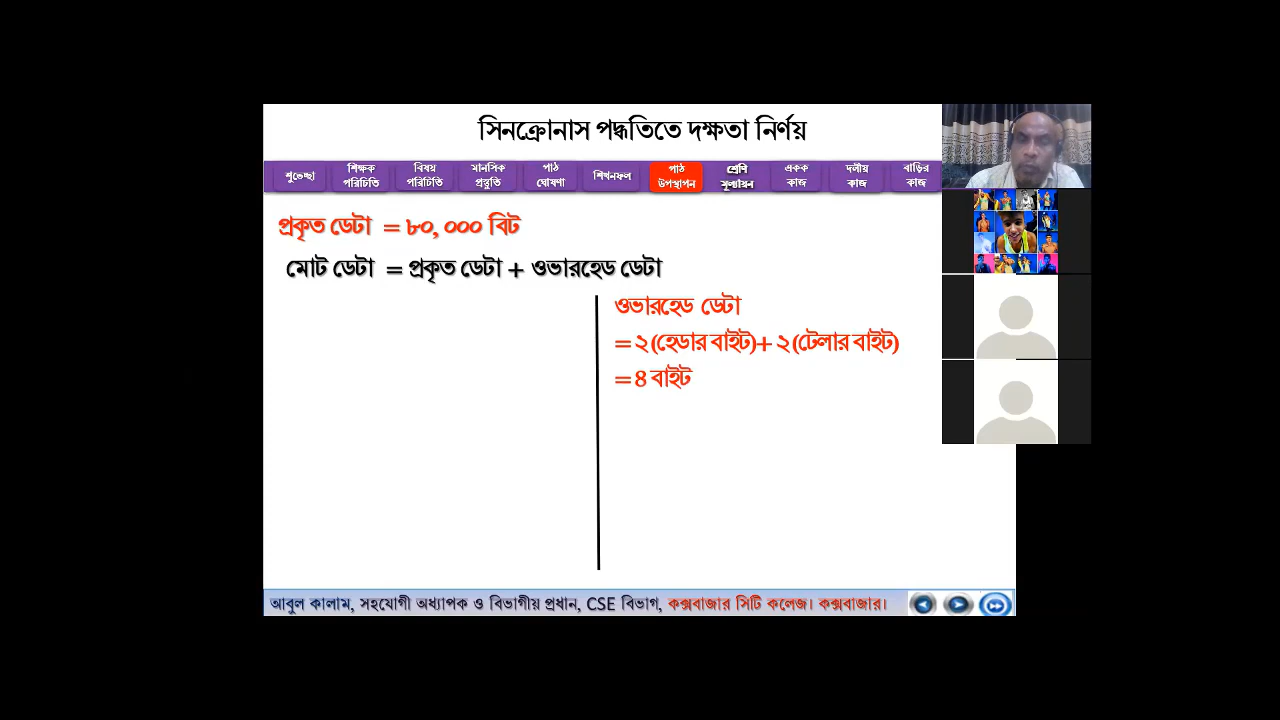 সিনক্রোনাস পদ্ধতিতে দক্ষতা নির্ণয়
শুভেচ্ছা
শিক্ষক পরিচিতি
বিষয় পরিচিতি
মানসিক প্রস্তুতি
পাঠ ঘোষণা
শিখনফল
পাঠ উপস্থাপন
শ্রেণি মূল্যায়ন
একক কাজ
দলীয় কাজ
বাড়ির কাজ
প্রকৃত ডেটা = ৮০, ০০০ বিট
মোট ডেটা = প্রকৃত ডেটা + ওভারহেড ডেটা
ওভারহেড ডেটা
= ২(হেডার বাইট)+ ২(টেলার বাইট)
= ৪ বাইট
আবুল কালাম, সহযোগী অধ্যাপক ও বিভাগীয় প্রধান, CSE বিভাগ, কক্সবাজার সিটি কলেজ। কক্সবাজার।